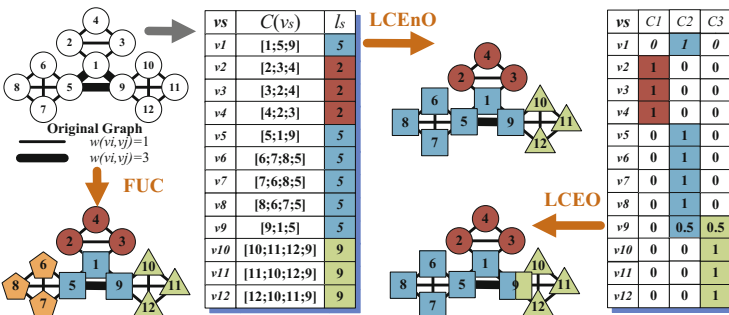 4
2 3
6 1 10
8 5 9 11
7 12
Original Graph
w(vi,vj)=1
w(vi,vj)=3
FUC
4
2 3
6 1 10
8 5 9 11
7 12
vs C(vs) ls
v1 [1;5;9] 5
v2 [2;3;4] 2
v3 [3;2;4] 2
v4 [4;2;3] 2
v5 [5;1;9] 5
v6 [6;7;8;5] 5
v7 [7;6;8;5] 5
v8 [8;6;7;5] 5
v9 [9;1;5] 5
v10 [10;11;12;9] 9
v11 [11;10;12;9] 9
v12 [12;10;11;9] 9
LCEnO
4
2 3
6 1 10
8 5 9 11
7 12
LCEO
4
2 3
6 1 10
8 5 9 11
7 12
vs C1 C2 C3
v1 0 1 0
v2 1 0 0
v3 1 0 0
v4 1 0 0
v5 0 1 0
v6 0 1 0
v7 0 1 0
v8 0 1 0
v9 0 0.5 0.5
v10 0 0 1
v11 0 0 1
v12 0 0 1